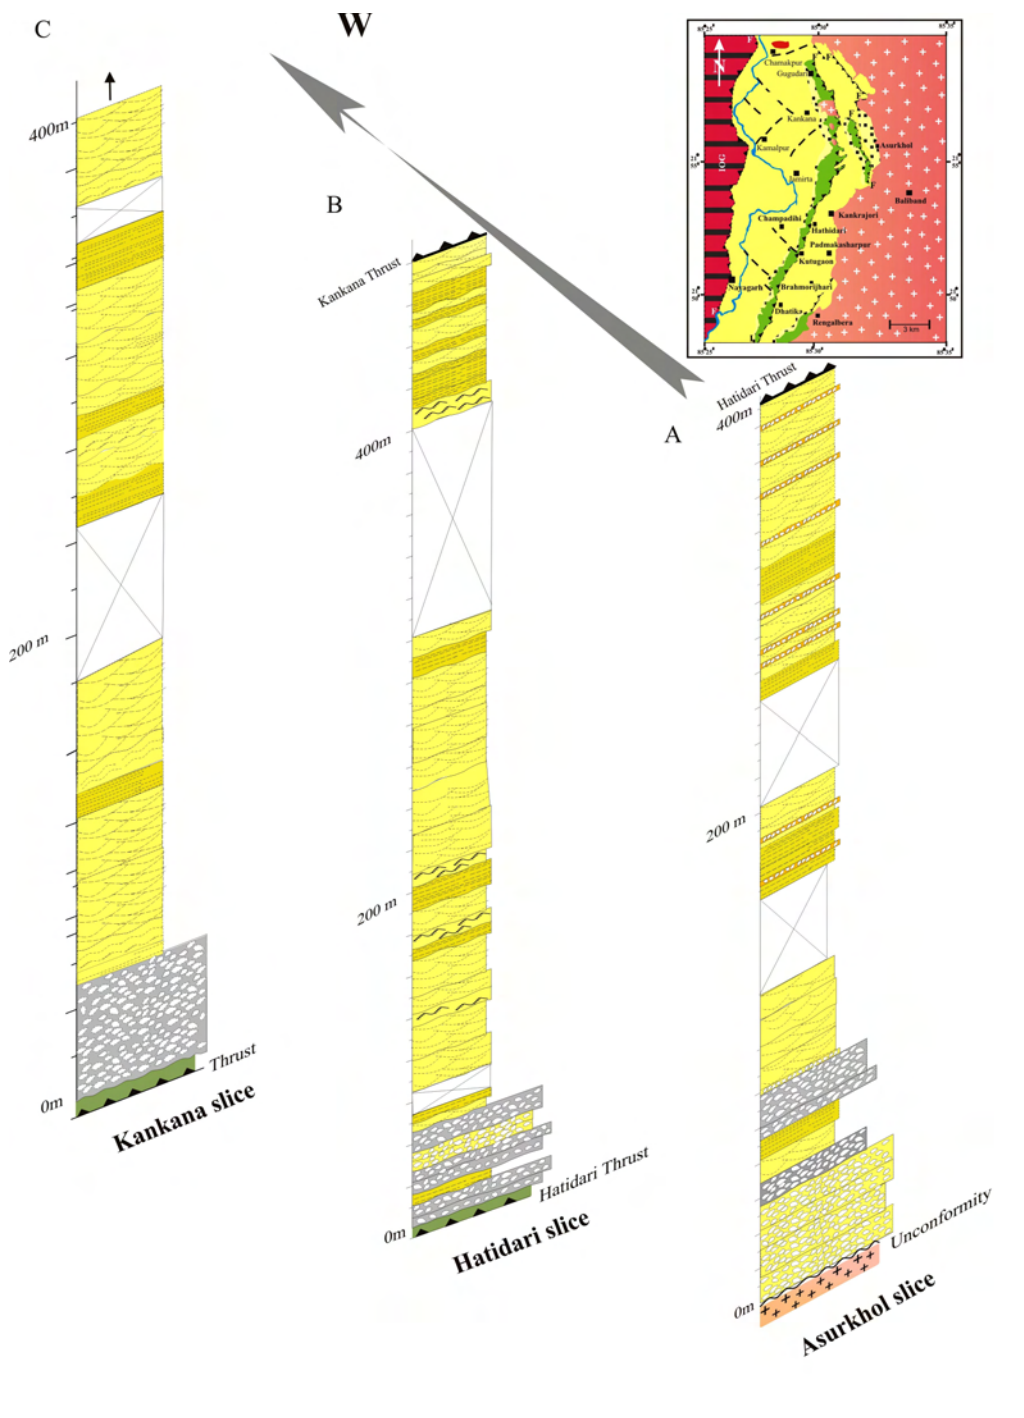 C
W
400m
200 m
0m
Thrust
Kankana slice
B
Kankana Thrust
400m
200 m
0m
Hatidari Thrust
Hatidari slice
A
Hatidari Thrust
400m
200 m
0m
Unconformity
Asurkhol slice
N
F
F
F
Chamakpur
Gugudari
Kankana
Kamalpur
Asurkhol
IOG
Jamirta
Baliband
Champadihi
Kankrajori
Hathidari
Padmakasharpur
Kutugaon
Nayagarh
Brahmorijhari
Dhatika
Rengalbera
3 km